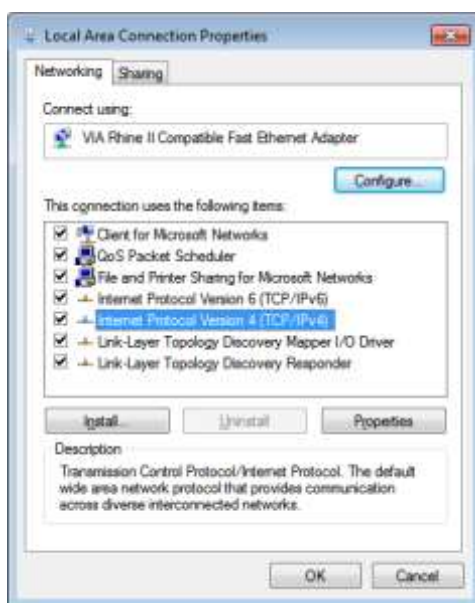 Local Area Connection Properties
Networking
Sharing
Connect using:
VIA Rhine II Compatible Fast Ethernet Adapter
Configure...
This connection uses the following items:
Client for Microsoft Networks
QoS Packet Scheduler
File and Printer Sharing for Microsoft Networks
Internet Protocol Version 6 (TCP/IPv6)
Internet Protocol Version 4 (TCP/IPv4)
Link-Layer Topology Discovery Mapper I/O Driver
Link-Layer Topology Discovery Responder
Install...
Uninstall
Properties
Description
Transmission Control Protocol/Internet Protocol. The default
wide area network protocol that provides communication
across diverse interconnected networks.
OK
Cancel